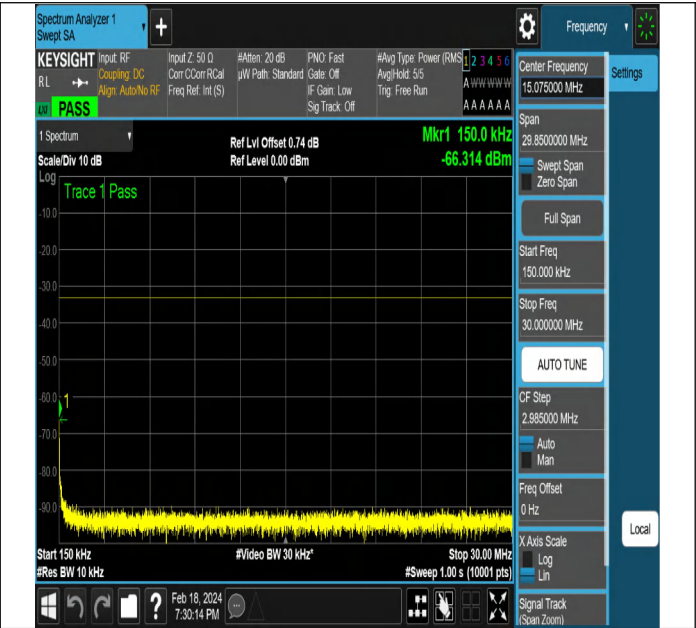 Spectrum Analyzer 1
Swept SA
+
Frequency
KEYSIGHT
RL
PASS
Input: RF
Coupling: DC
Align: Auto/No RF
Input Z: 50 Ω
Corr CCorr RCal
Freq Ref: Int (S)
#Atten: 20 dB
µW Path: Standard
PNO: Fast
Gate: Off
IF Gain: Low
Sig Track: Off
#Avg Type: Power (RMS
Avg|Hold: 5/5
Trig: Free Run
1 2 3 4 5 6
A W W W W W
A A A A A A
Center Frequency
15.075000 MHz
Settings
1 Spectrum
Scale/Div 10 dB
Ref Lvl Offset 0.74 dB
Ref Level 0.00 dBm
Mkr1 150.0 kHz
-66.314 dBm
Span
29.8500000 MHz
Swept Span
Zero Span
Full Span
Start Freq
150.000 kHz
Stop Freq
30.000000 MHz
AUTO TUNE
CF Step
2.985000 MHz
Auto
Man
Freq Offset
0 Hz
X Axis Scale
Log
Lin
Signal Track
(Span Zoom)
Local
Log
Trace 1 Pass
-10.0
-20.0
-30.0
-40.0
-50.0
-60.0
1
-70.0
-80.0
-90.0
Start 150 kHz
#Video BW 30 kHz*
Stop 30.00 MHz
#Res BW 10 kHz
#Sweep 1.00 s (10001 pts)
?
Feb 18, 2024
7:30:14 PM